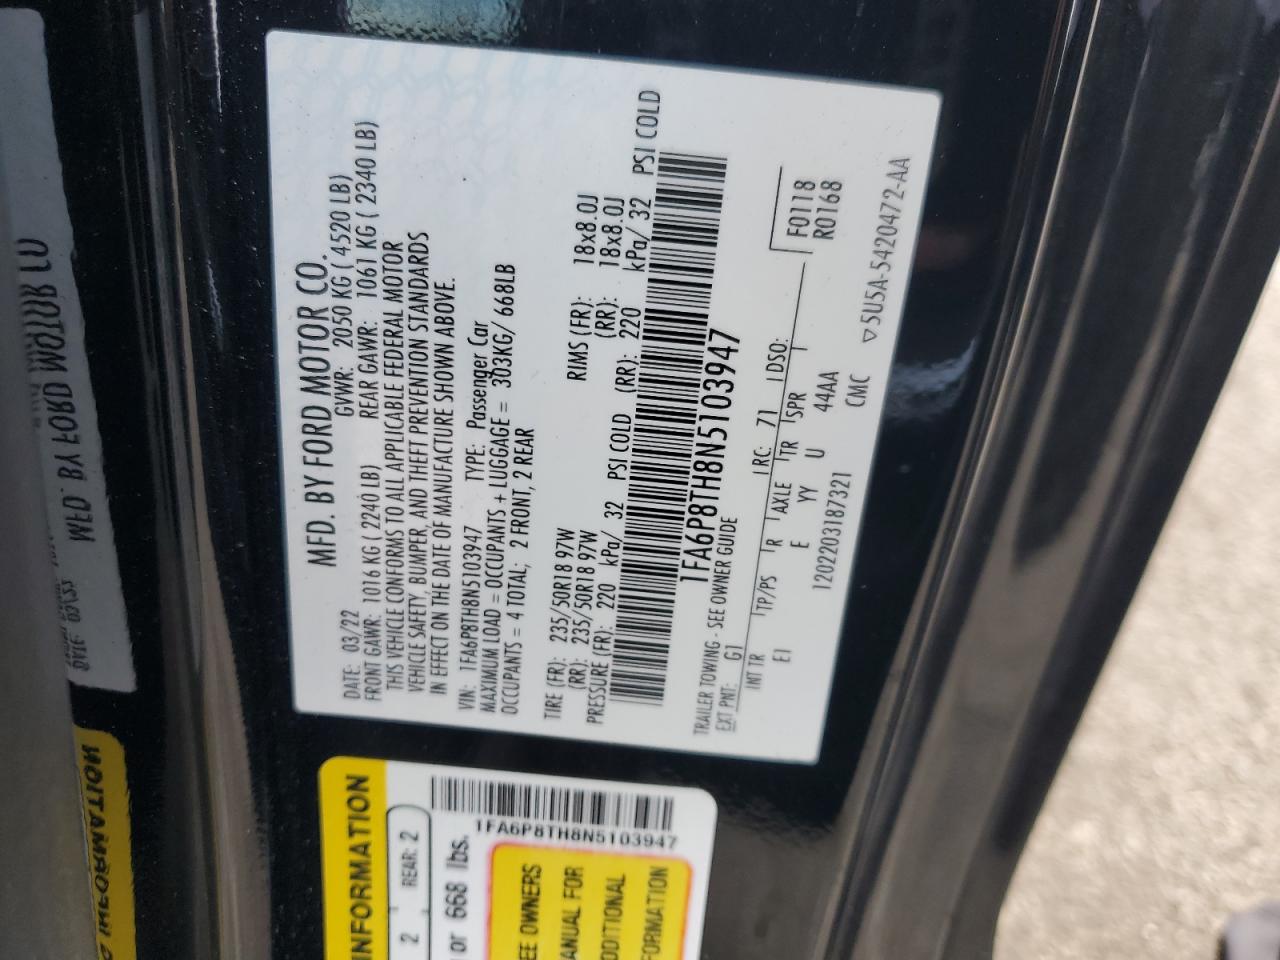 MFD. BY FORD MOTOR CO.
DATE: 03/22 GVWR: 2050 KG ( 4520 LB)
FRONT GAWR: 1016 KG ( 2240 LB) REAR GAWR: 1061 KG ( 2340 LB)
THIS VEHICLE CONFORMS TO ALL APPLICABLE FEDERAL MOTOR
VEHICLE SAFETY, BUMPER, AND THEFT PREVENTION STANDARDS
IN EFFECT ON THE DATE OF MANUFACTURE SHOWN ABOVE.
VIN: 1FA6P8TH8N5103947 TYPE: Passenger Car
MAXIMUM LOAD = OCCUPANTS + LUGGAGE = 303KG/ 668LB
OCCUPANTS = 4 TOTAL; 2 FRONT, 2 REAR
TIRE (FR): 235/50R18 97W RIMS (FR): 18x8.0J
(RR): 235/50R18 97W (RR): 18x8.0J
PRESSURE (FR): 220 kPa/ 32 PSI COLD (RR): 220 kPa/ 32 PSI COLD
1FA6P8TH8N5103947
TRAILER TOWING - SEE OWNER GUIDE
EXT PNT: G1 RC: 71 DSO: F0118
INT TR TP/PS R AXLE TR SPR R0168
EI E YY U 44AA
1202203187321 CMC 5U5A-5420472-AA
INFORMATION
2 REAR: 2
or 668 lbs.
1FA6P8TH8N5103947
EE OWNERS
ANUAL FOR
DDITIONAL
FORMATION
MFD. BY FORD MOTOR CO